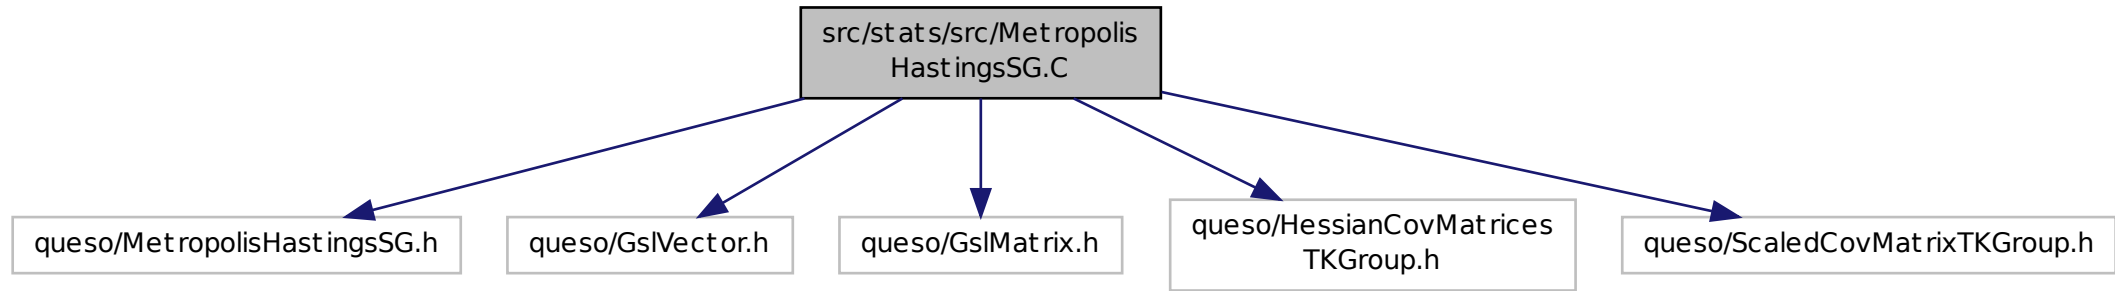 src/stats/src/Metropolis
HastingsSG.C
queso/MetropolisHastingsSG.h
queso/GslVector.h
queso/GslMatrix.h
queso/HessianCovMatrices
TKGroup.h
queso/ScaledCovMatrixTKGroup.h